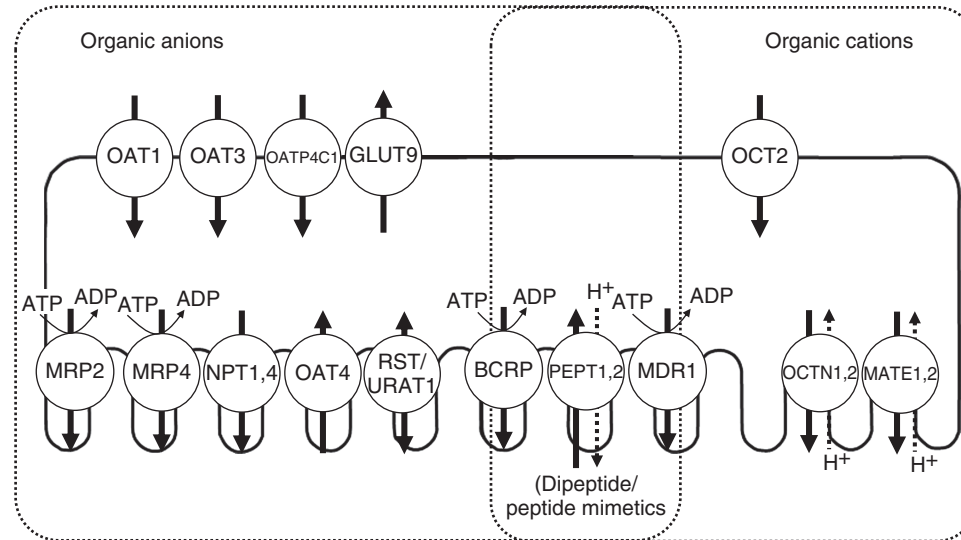 Organic anions
Organic cations
OAT1
OAT3
OATP4C1
GLUT9
OCT2
ATP
ADP
ATP
ADP
ATP
ADP
H+
ATP
ADP
MRP2
MRP4
NPT1,4
OAT4
RST/
URAT1
BCRP
PEPT1,2
MDR1
OCTN1,2
MATE1,2
H+
H+
(Dipeptide/
peptide mimetics